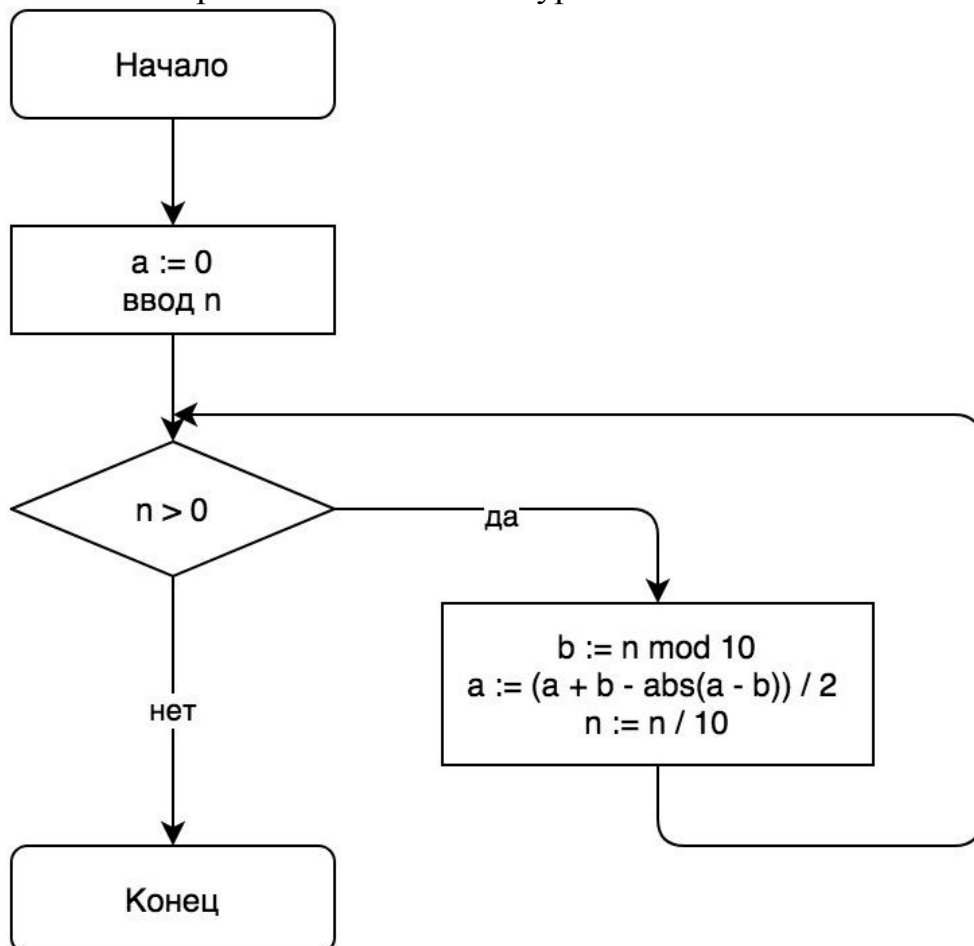 Начало
a := 0
ввод n
n > 0
да
b := n mod 10
a := (a + b - abs(a - b)) / 2
n := n / 10
нет
Конец